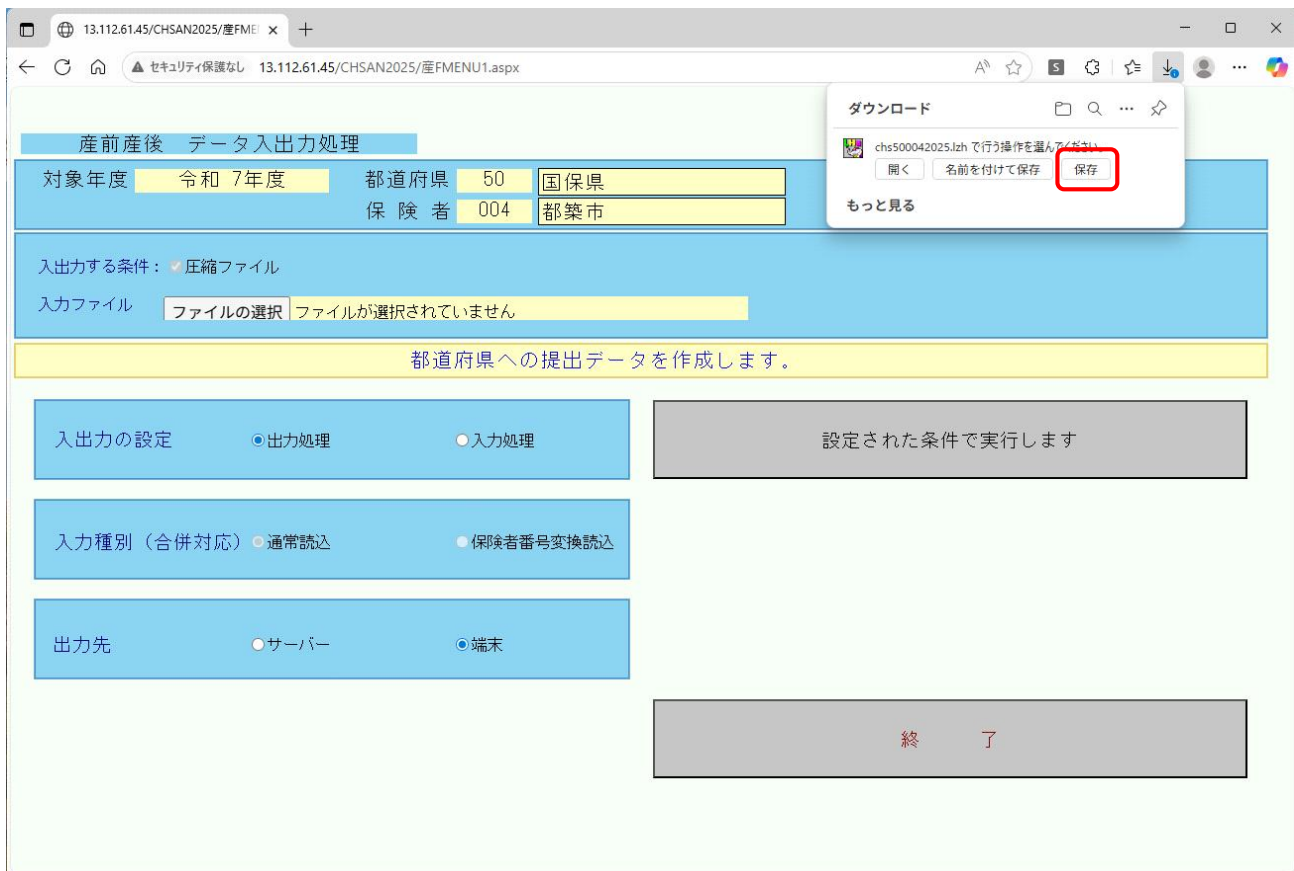 13.112.61.45/CHSAN2025/産FME
セキュリティ保護なし 13.112.61.45/CHSAN2025/産FMENU1.aspx
ダウンロード
chs500042025.lzh で行う操作を選んでください。
開く 名前を付けて保存 保存
もっと見る
産前産後 データ入出力処理
対象年度 令和 7年度 都道府県 50 国保県
保険者 004 都築市
入出力する条件： 圧縮ファイル
入力ファイル ファイルの選択 ファイルが選択されていません
都道府県への提出データを作成します。
入出力の設定 出力処理 入力処理
設定された条件で実行します
入力種別（合併対応） 通常読込 保険者番号変換読込
出力先 サーバー 端末
終 了